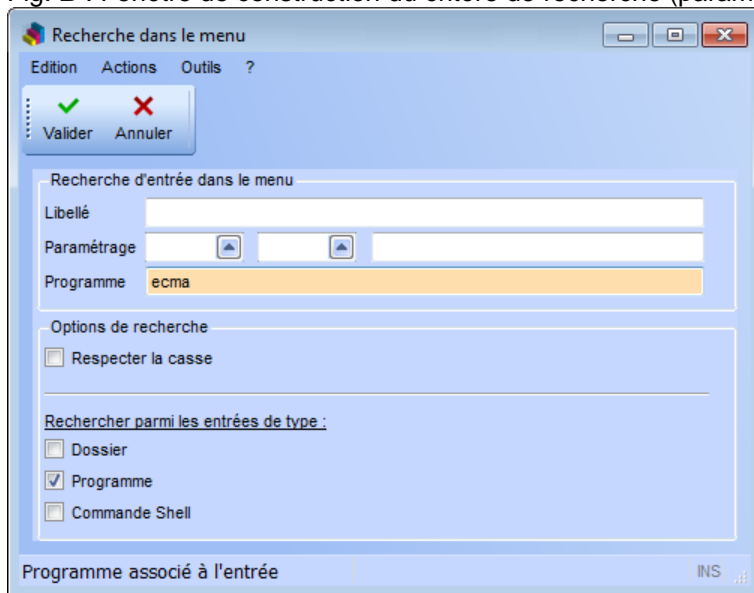 Recherche dans le menu
Edition Actions Outils ?
Valider Annuler
Recherche d'entrée dans le menu
Libellé
Paramétrage
Programme ecma
Options de recherche
Respecter la casse
Rechercher parmi les entrées de type :
Dossier
Programme
Commande Shell
Programme associé à l'entrée INS